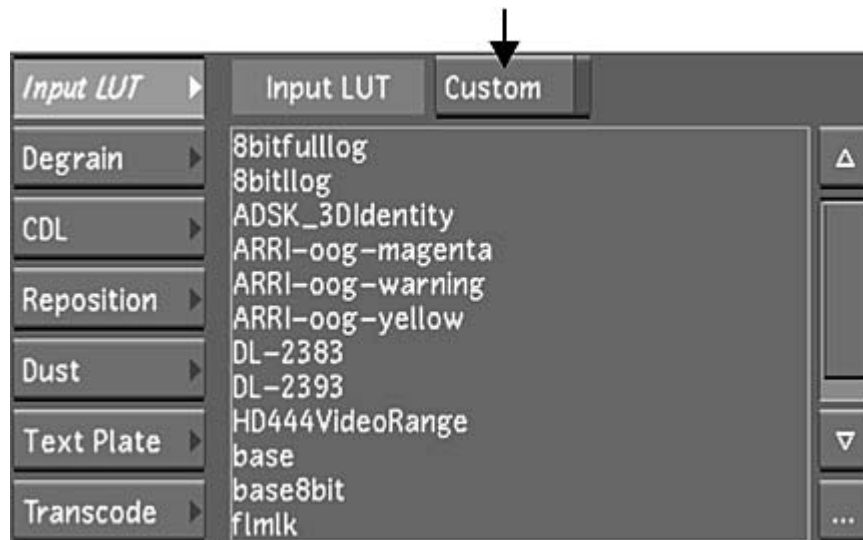 Input LUT
Degrain
CDL
Reposition
Dust
Text Plate
Transcode
Input LUT Custom
8bitfulllog
8bitllog
ADSK_3DIdentity
ARRI-oog-magenta
ARRI-oog-warning
ARRI-oog-yellow
DL-2383
DL-2393
HD444VideoRange
base
base8bit
flmlk
...